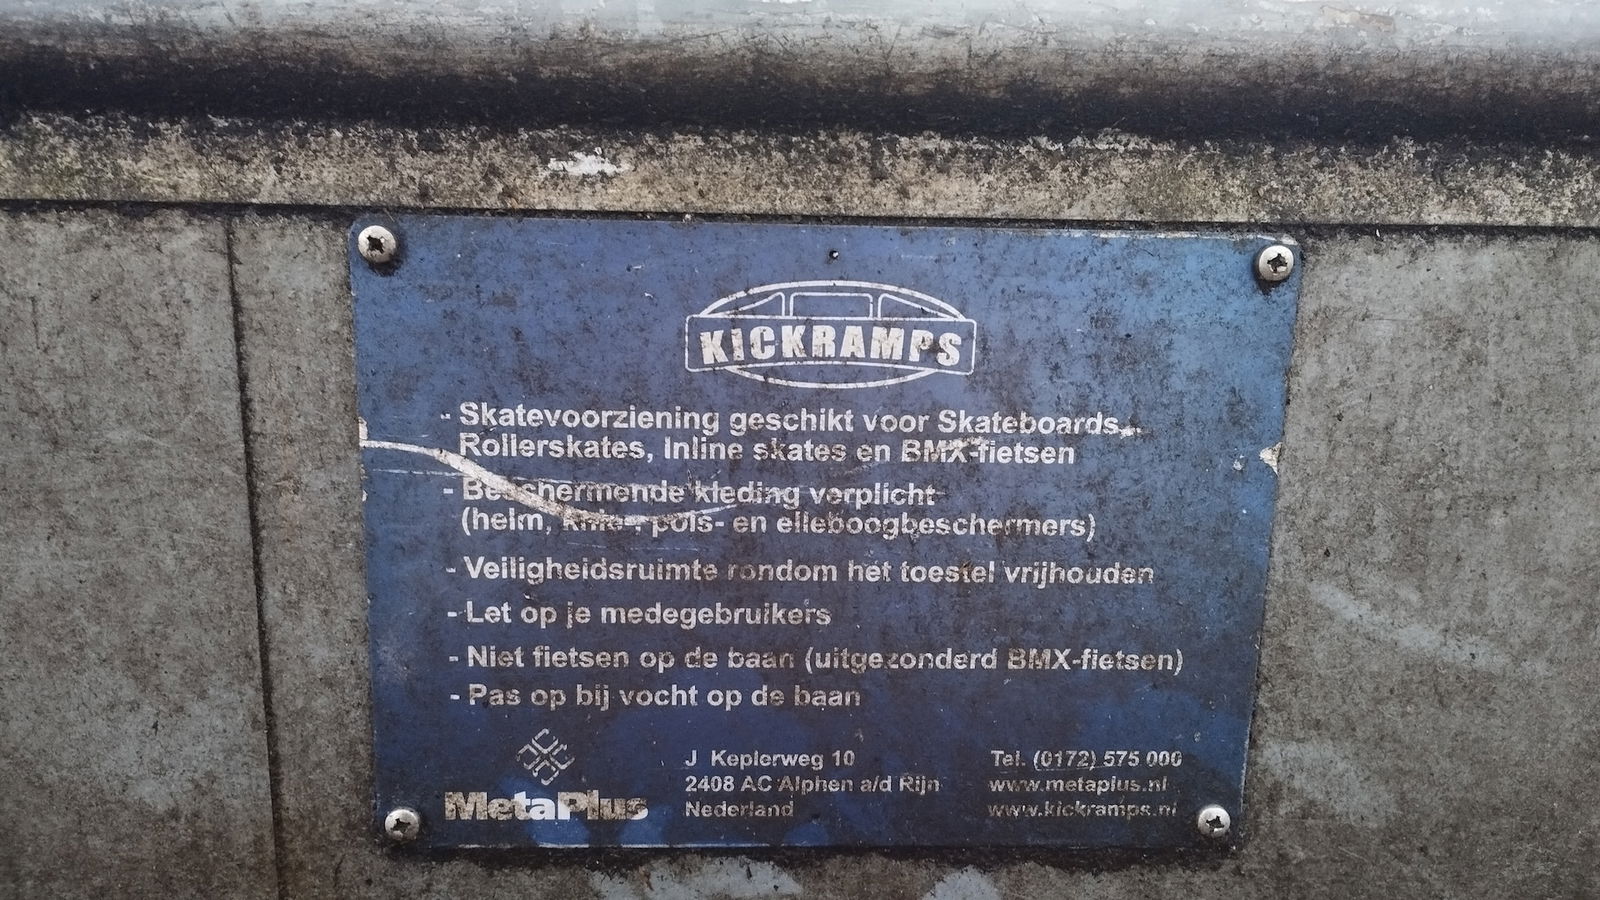 KICKRAMPS
- Skatevoorziening geschikt voor Skateboards,
Rollerskates, Inline skates en BMX-fietsen
- Beschermende kleding verplicht
(helm, knie-, pols- en elleboogbeschermers)
- Veiligheidsruimte rondom het toestel vrijhouden
- Let op je medegebruikers
- Niet fietsen op de baan (uitgezonderd BMX-fietsen)
- Pas op bij vocht op de baan
MetaPlus
J Keplerweg 10
2408 AC Alphen a/d Rijn
Nederland
Tel. (0172) 575 000
www.metaplus.nl
www.kickramps.nl